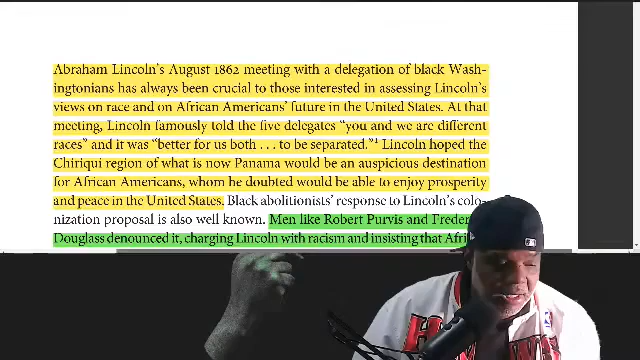 Abraham Lincoln's August 1862 meeting with a delegation of black Wash-
ingtonians has always been crucial to those interested in assessing Lincoln's
views on race and on African Americans' future in the United States. At that
meeting, Lincoln famously told the five delegates "you and we are different
races" and it was "better for us both . . . to be separated."1 Lincoln hoped the
Chiriqui region of what is now Panama would be an auspicious destination
for African Americans, whom he doubted would be able to enjoy prosperity
and peace in the United States. Black abolitionists' response to Lincoln's colo-
nization proposal is also well known. Men like Robert Purvis and
Douglass denounced it, charging Lincoln with racism and insisting that